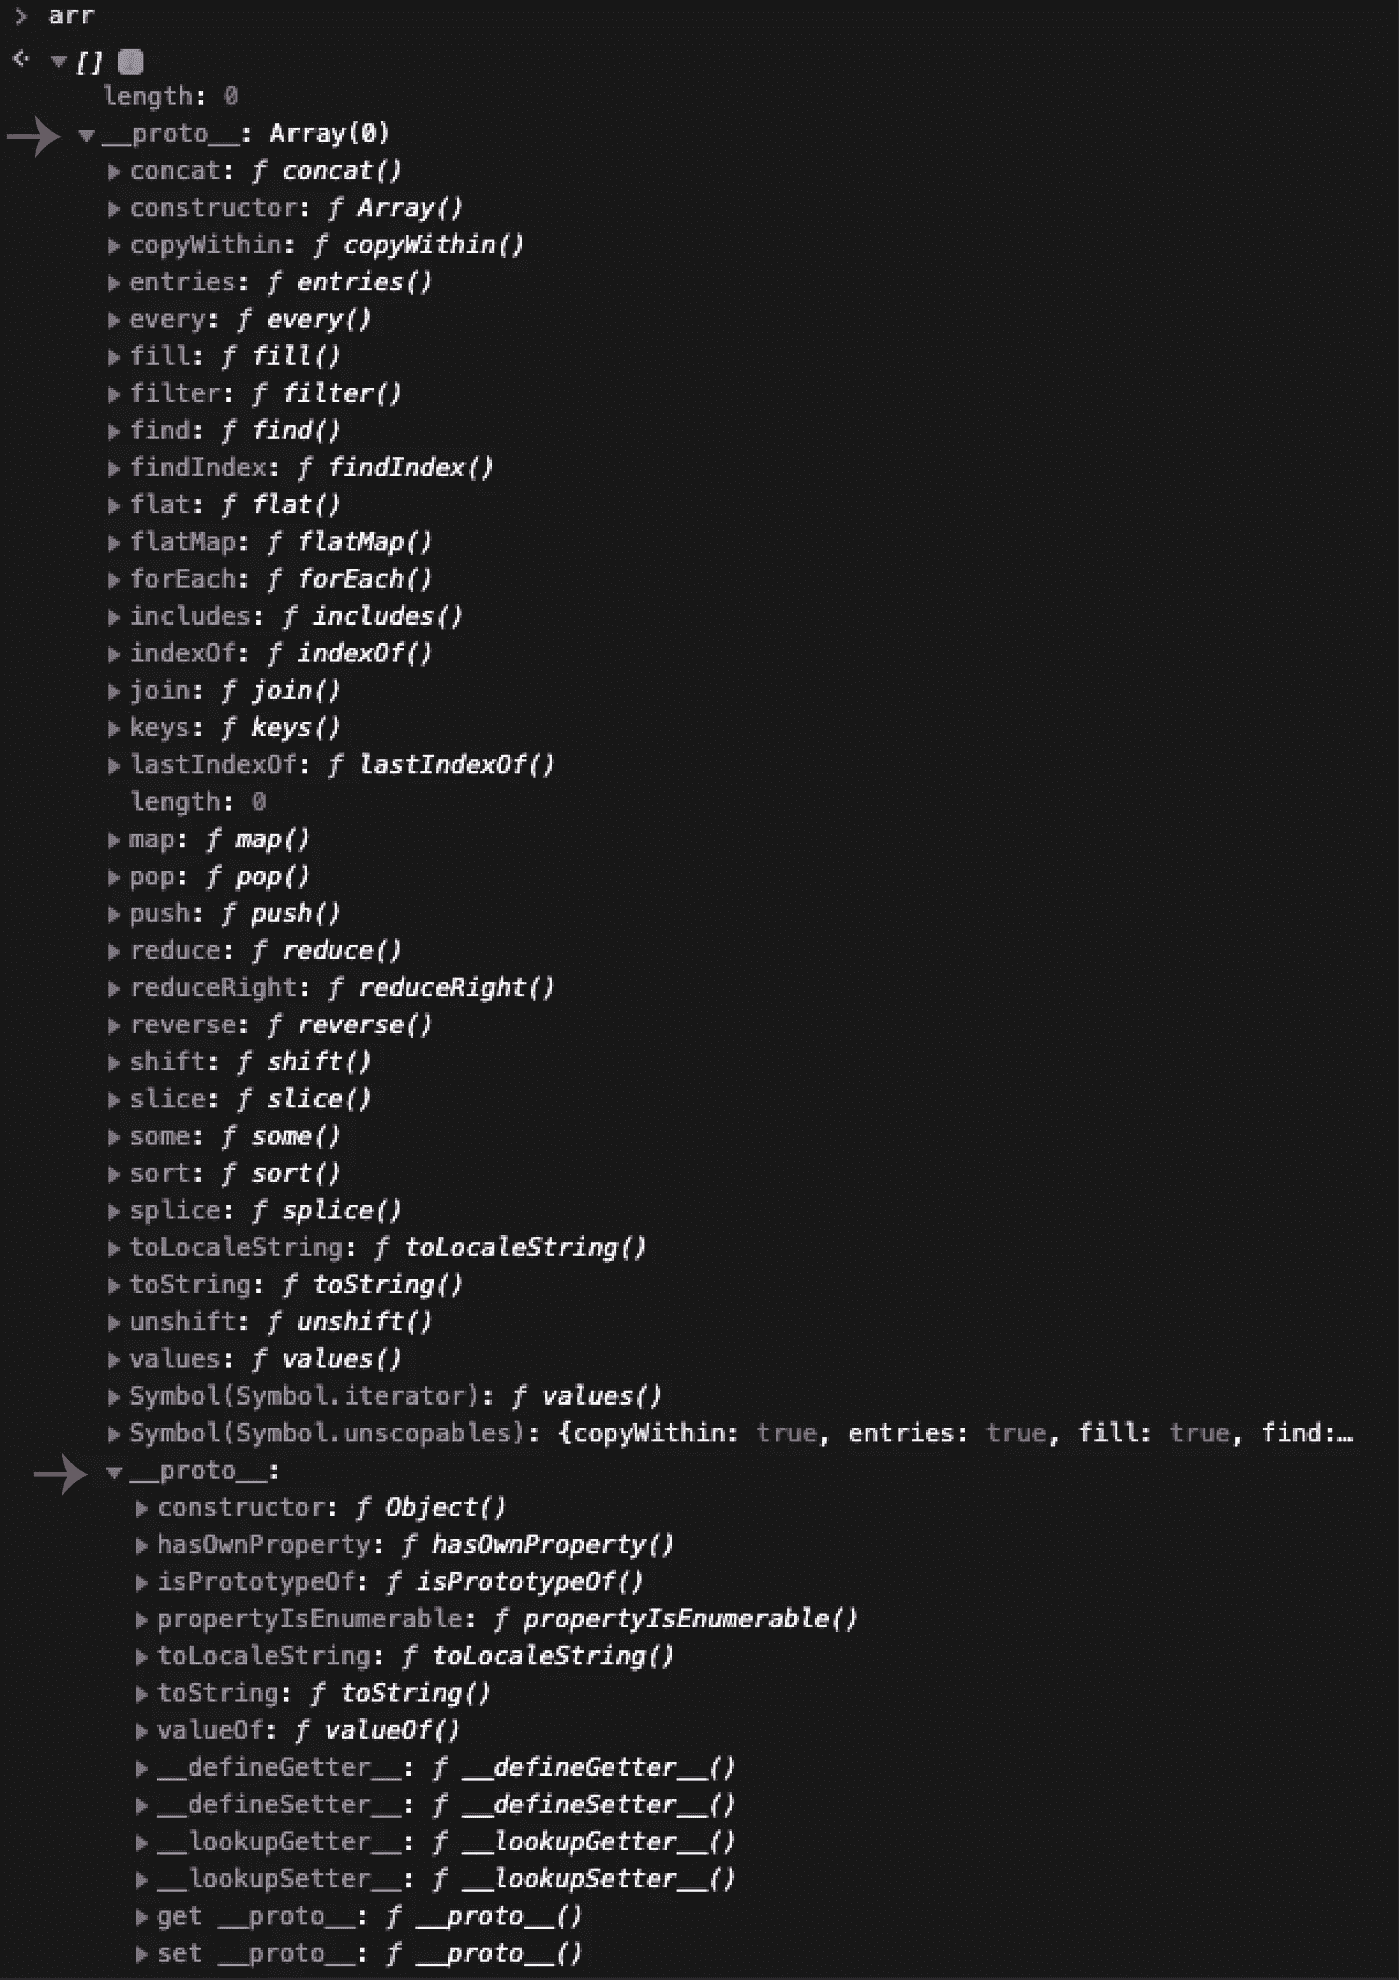 > arr
[]
length: 0
__proto__: Array(0)
concat: ƒ concat()
constructor: ƒ Array()
copyWithin: ƒ copyWithin()
entries: ƒ entries()
every: ƒ every()
fill: ƒ fill()
filter: ƒ filter()
find: ƒ find()
findIndex: ƒ findIndex()
flat: ƒ flat()
flatMap: ƒ flatMap()
forEach: ƒ forEach()
includes: ƒ includes()
indexOf: ƒ indexOf()
join: ƒ join()
keys: ƒ keys()
lastIndexOf: ƒ lastIndexOf()
length: 0
map: ƒ map()
pop: ƒ pop()
push: ƒ push()
reduce: ƒ reduce()
reduceRight: ƒ reduceRight()
reverse: ƒ reverse()
shift: ƒ shift()
slice: ƒ slice()
some: ƒ some()
sort: ƒ sort()
splice: ƒ splice()
toLocaleString: ƒ toLocaleString()
toString: ƒ toString()
unshift: ƒ unshift()
values: ƒ values()
Symbol(Symbol.iterator): ƒ values()
Symbol(Symbol.unscopables): {copyWithin: true, entries: true, fill: true, find:…
__proto__:
constructor: ƒ Object()
hasOwnProperty: ƒ hasOwnProperty()
isPrototypeOf: ƒ isPrototypeOf()
propertyIsEnumerable: ƒ propertyIsEnumerable()
toLocaleString: ƒ toLocaleString()
toString: ƒ toString()
valueOf: ƒ valueOf()
__defineGetter__: ƒ __defineGetter__()
__defineSetter__: ƒ __defineSetter__()
__lookupGetter__: ƒ __lookupGetter__()
__lookupSetter__: ƒ __lookupSetter__()
get __proto__: ƒ __proto__()
set __proto__: ƒ __proto__()